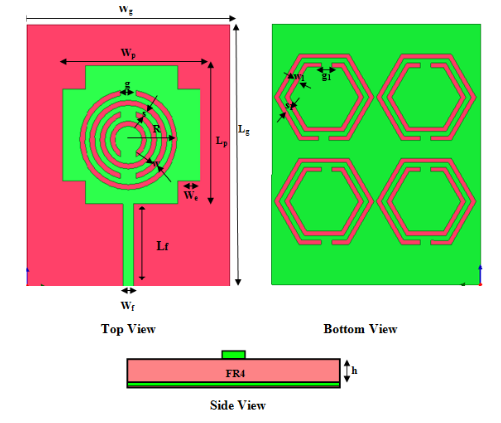 Wg
Wp
g
s
R
w
Lg
Lp
We
Lf
Wf
w1
g1
s1
Top View
Bottom View
FR4
h
Side View